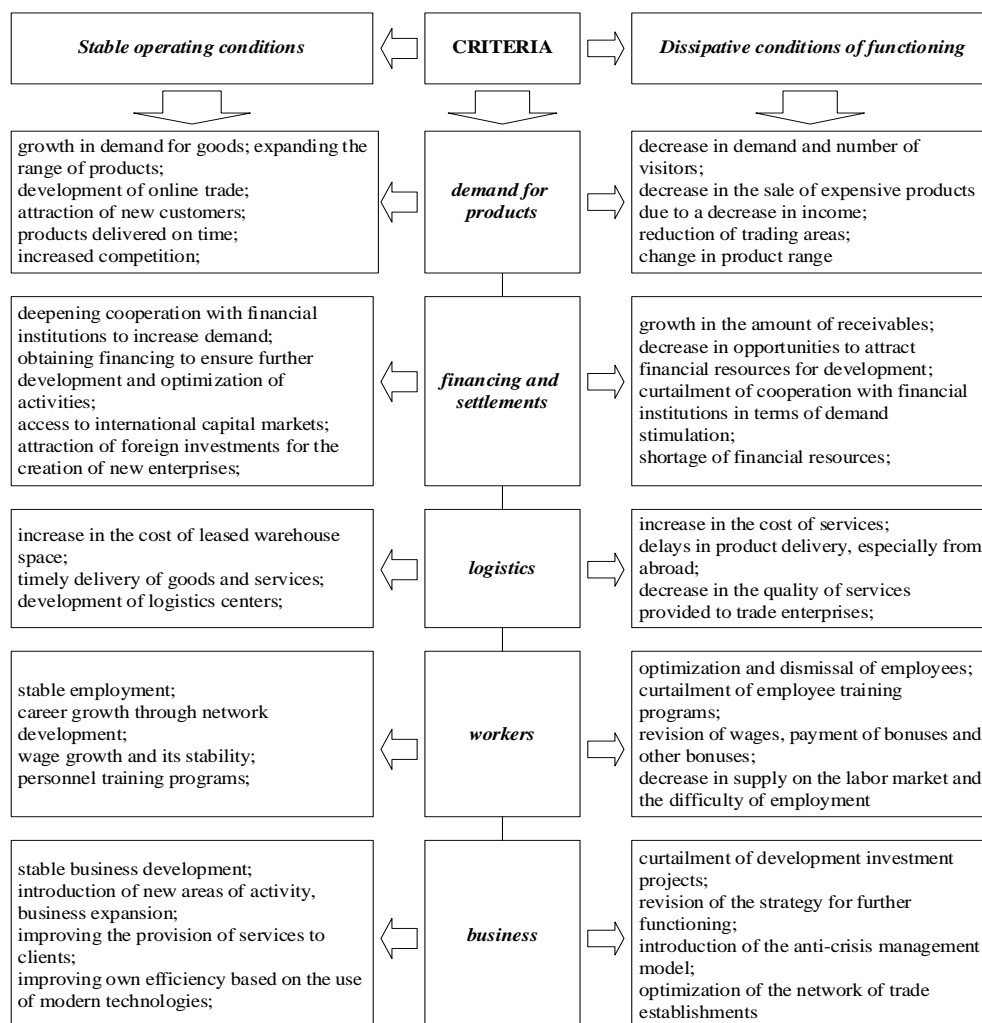 Stable operating conditions
CRITERIA
Dissipative conditions of functioning
growth in demand for goods; expanding the
range of products;
development of online trade;
attraction of new customers;
products delivered on time;
increased competition;
demand for
products
decrease in demand and number of
visitors;
decrease in the sale of expensive products
due to a decrease in income;
reduction of trading areas;
change in product range
deepening cooperation with financial
institutions to increase demand;
obtaining financing to ensure further
development and optimization of
activities;
access to international capital markets;
attraction of foreign investments for the
creation of new enterprises;
financing and
settlements
growth in the amount of receivables;
decrease in opportunities to attract
financial resources for development;
curtailment of cooperation with financial
institutions in terms of demand
stimulation;
shortage of financial resources;
increase in the cost of leased warehouse
space;
timely delivery of goods and services;
development of logistics centers;
logistics
increase in the cost of services;
delays in product delivery, especially from
abroad;
decrease in the quality of services
provided to trade enterprises;
stable employment;
career growth through network
development;
wage growth and its stability;
personnel training programs;
workers
optimization and dismissal of employees;
curtailment of employee training
programs;
revision of wages, payment of bonuses and
other bonuses;
decrease in supply on the labor market and
the difficulty of employment
stable business development;
introduction of new areas of activity,
business expansion;
improving the provision of services to
clients;
improving own efficiency based on the use
of modern technologies;
business
curtailment of development investment
projects;
revision of the strategy for further
functioning;
introduction of the anti-crisis management
model;
optimization of the network of trade
establishments